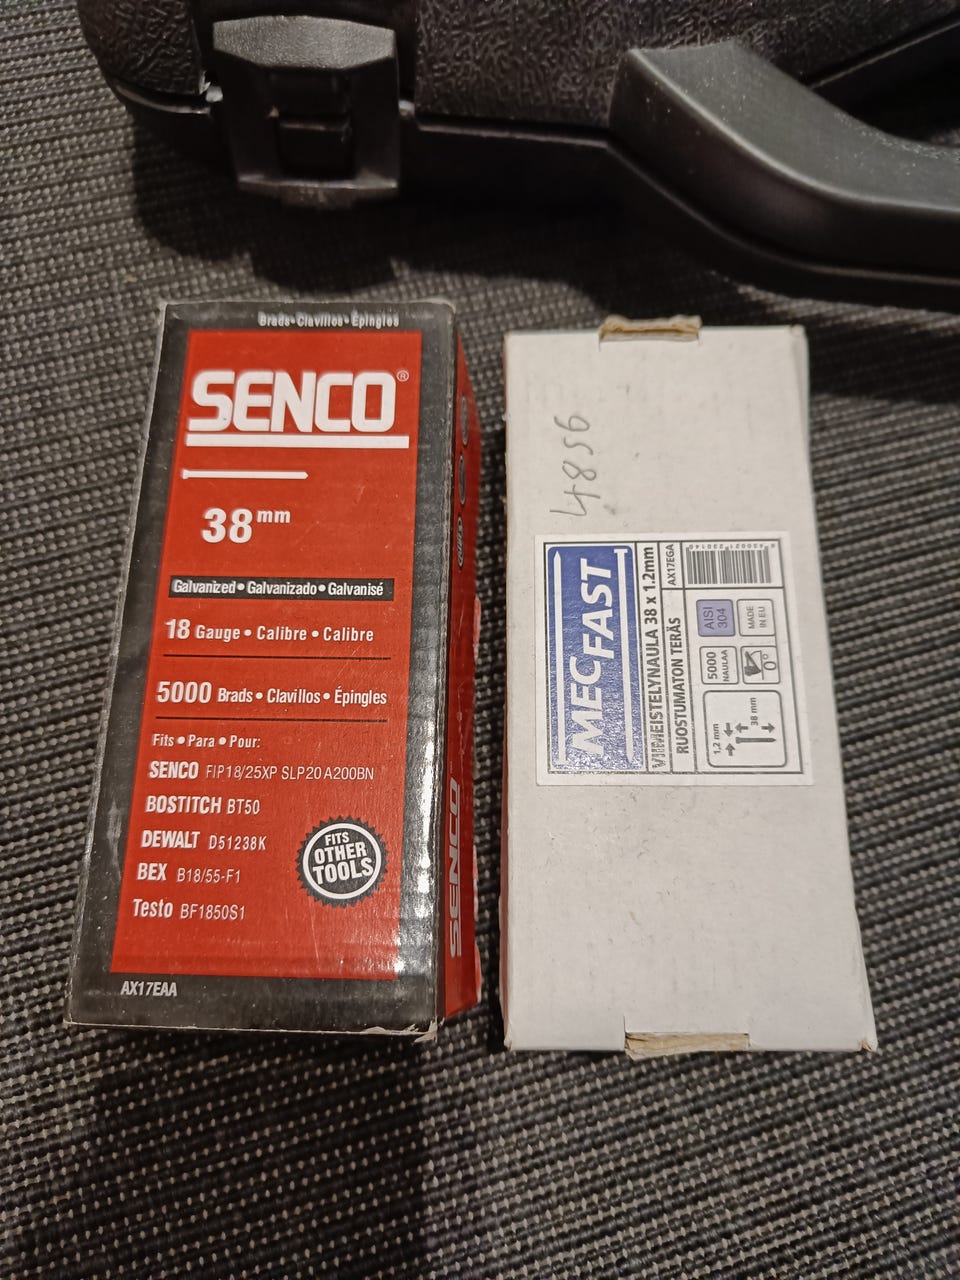 Brads • Clavillos • Épingles
SENCO®
38 mm
Galvanized • Galvanizado • Galvanisé
18 Gauge • Calibre • Calibre
5000 Brads • Clavillos • Épingles
Fits • Para • Pour:
SENCO FIP18/25XP SLP20 A200BN
BOSTITCH BT50
DEWALT D51238K
BEX B18/55-F1
Testo BF1850S1
FITS
OTHER
TOOLS
AX17EAA
SENCO
4856
MECFAST
VIIMEISTELYNAULA 38 x 1.2mm
RUOSTUMATON TERÄS
AX17EGA
5000
NAULAA
AISI
304
0°
MADE
IN EU
1,2 mm
38 mm